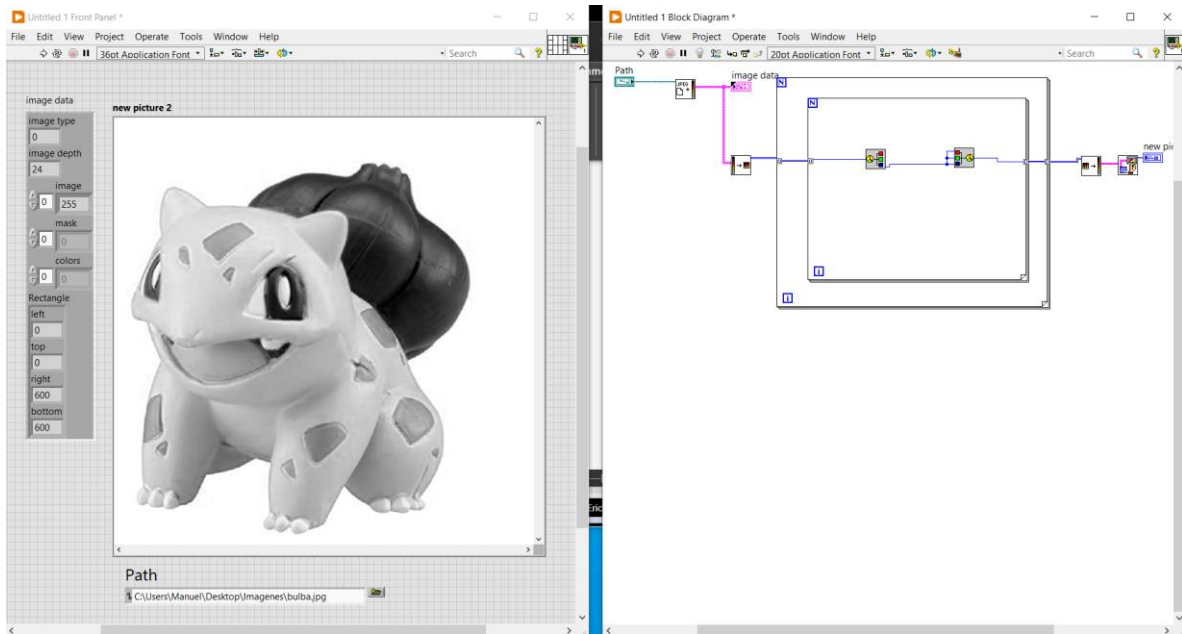 Untitled 1 Front Panel *
File Edit View Project Operate Tools Window Help
36pt Application Font
Search
image data
image type
0
image depth
24
image
0 255
mask
0 0
colors
0 0
Rectangle
left
0
top
0
right
600
bottom
600
new picture 2
Path
C:\Users\Manuel\Desktop\Imagenes\bulba.jpg
Untitled 1 Block Diagram *
File Edit View Project Operate Tools Window Help
20pt Application Font
Search
Path
JPEG
image data
N
N
new pi
i
i